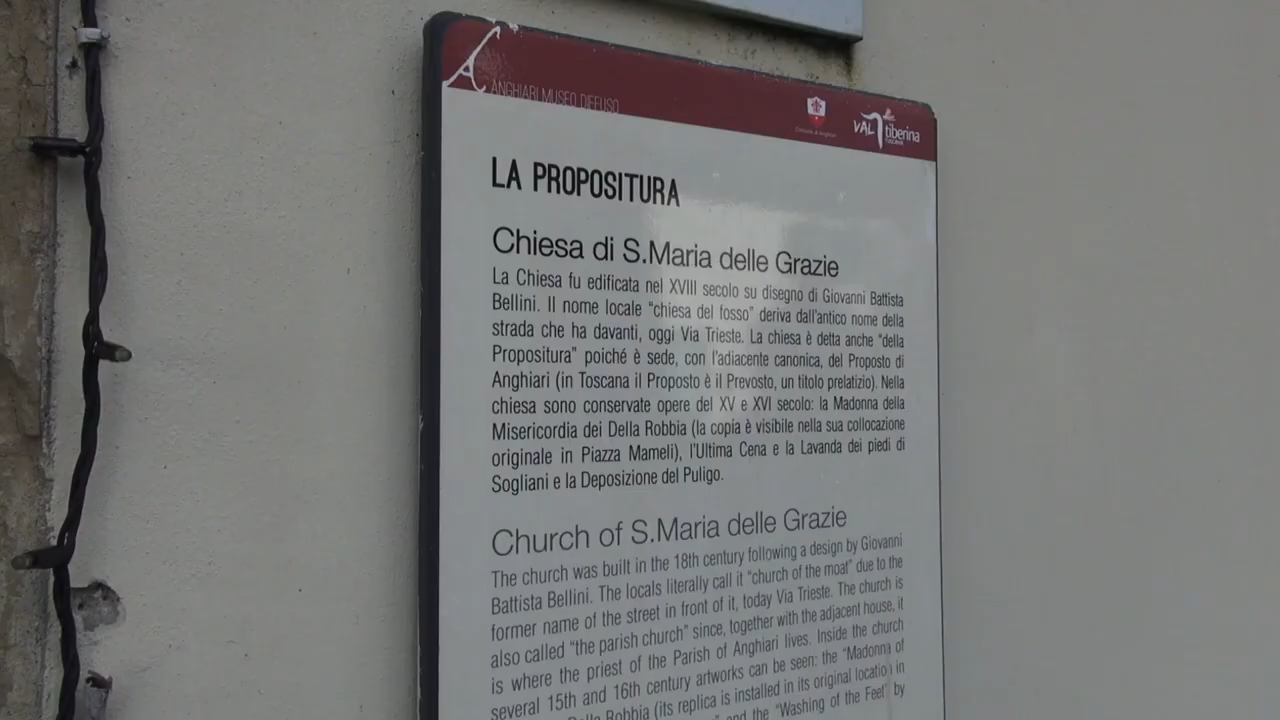 ANGHIARI MUSEO DIFFUSO
Comune di Anghiari
VAL tiberina
TOSCANA
LA PROPOSITURA
Chiesa di S.Maria delle Grazie
La Chiesa fu edificata nel XVIII secolo su disegno di Giovanni Battista
Bellini. Il nome locale "chiesa del fosso" deriva dall'antico nome della
strada che ha davanti, oggi Via Trieste. La chiesa è detta anche "della
Propositura" poiché è sede, con l'adiacente canonica, del Proposto di
Anghiari (in Toscana il Proposto è il Prevosto, un titolo prelatizio). Nella
chiesa sono conservate opere del XV e XVI secolo: la Madonna della
Misericordia dei Della Robbia (la copia è visibile nella sua collocazione
originale in Piazza Mameli), l'Ultima Cena e la Lavanda dei piedi di
Sogliani e la Deposizione del Puligo.
Church of S.Maria delle Grazie
The church was built in the 18th century following a design by Giovanni
Battista Bellini. The locals literally call it "church of the moat" due to the
former name of the street in front of it, today Via Trieste. The church is
also called "the parish church" since, together with the adjacent house, it
is where the priest of the Parish of Anghiari lives. Inside the church
several 15th and 16th century artworks can be seen: the "Madonna of
Della Robbia (its replica is installed in its original location in
and the "Washing of the Feet" by